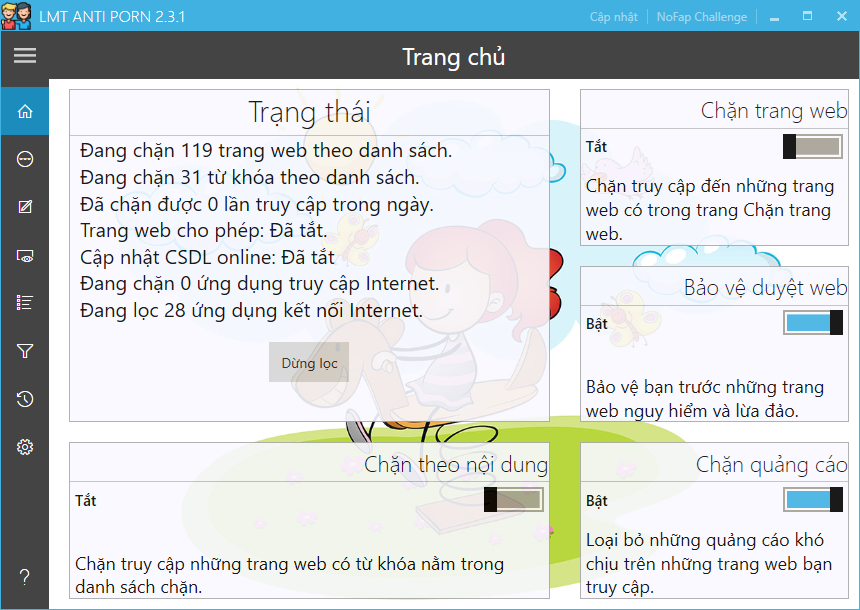 LMT ANTI PORN 2.3.1
Cập nhật
NoFap Challenge
Trang chủ
Trạng thái
Đang chặn 119 trang web theo danh sách.
Đang chặn 31 từ khóa theo danh sách.
Đã chặn được 0 lần truy cập trong ngày.
Trang web cho phép: Đã tắt.
Cập nhật CSDL online: Đã tắt
Đang chặn 0 ứng dụng truy cập Internet.
Đang lọc 28 ứng dụng kết nối Internet.
Dừng lọc
Chặn trang web
Tắt
Chặn truy cập đến những trang
web có trong trang Chặn trang
web.
Bảo vệ duyệt web
Bật
Bảo vệ bạn trước những trang
web nguy hiểm và lừa đảo.
Chặn theo nội dung
Tắt
Chặn truy cập những trang web có từ khóa nằm trong
danh sách chặn.
Chặn quảng cáo
Bật
Loại bỏ những quảng cáo khó
chịu trên những trang web bạn
truy cập.
?